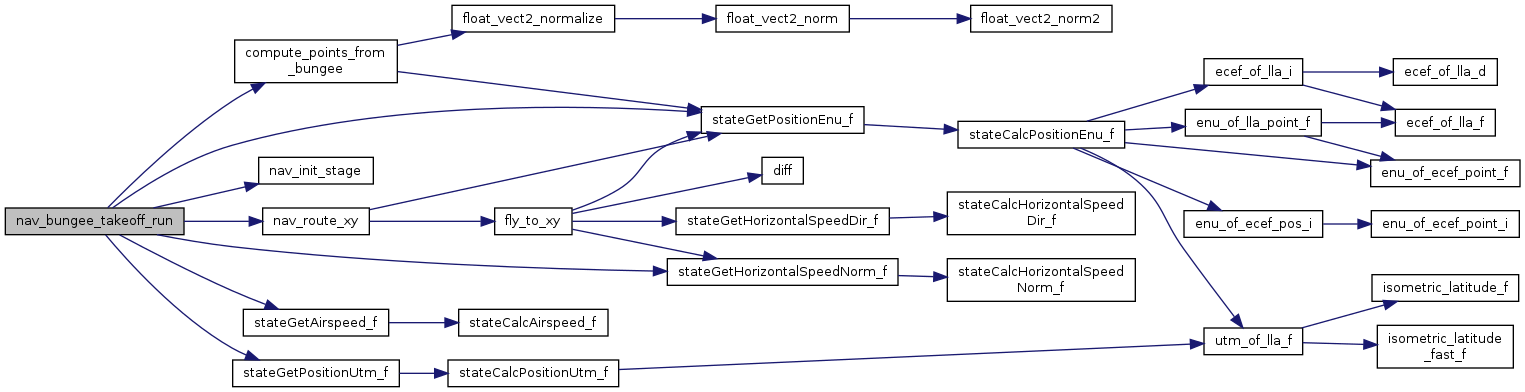 nav_bungee_takeoff_run
compute_points_from
_bungee
nav_init_stage
nav_route_xy
stateGetAirspeed_f
stateGetPositionUtm_f
float_vect2_normalize
fly_to_xy
stateCalcAirspeed_f
stateCalcPositionUtm_f
float_vect2_norm
stateGetPositionEnu_f
diff
stateGetHorizontalSpeedDir_f
stateGetHorizontalSpeedNorm_f
float_vect2_norm2
stateCalcPositionEnu_f
stateCalcHorizontalSpeed
Dir_f
stateCalcHorizontalSpeed
Norm_f
ecef_of_lla_i
enu_of_lla_point_f
enu_of_ecef_pos_i
utm_of_lla_f
ecef_of_lla_d
ecef_of_lla_f
enu_of_ecef_point_f
enu_of_ecef_point_i
isometric_latitude_f
isometric_latitude
_fast_f